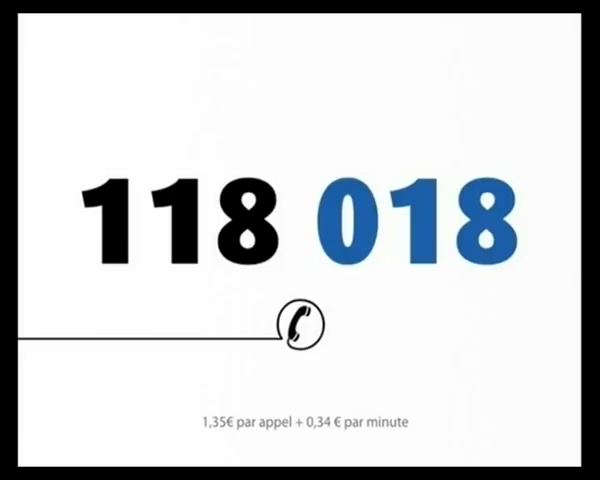 118 018
1,35€ par appel + 0,34 € par minute